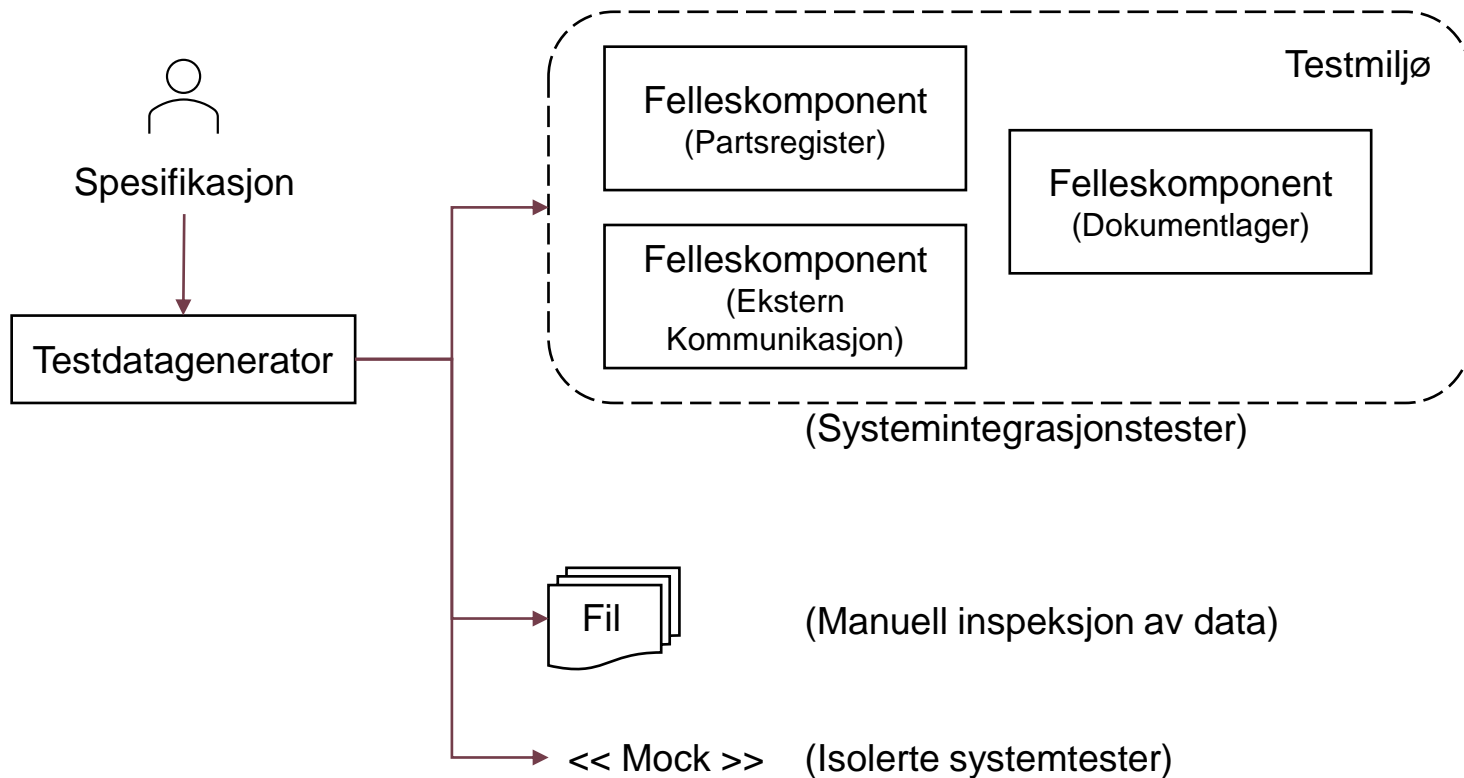 Testmiljø
Felleskomponent
(Partsregister)
Felleskomponent
(Dokumentlager)
Spesifikasjon
Felleskomponent
(Ekstern
Kommunikasjon)
Testdatagenerator
(Systemintegrasjonstester)
Fil
(Manuell inspeksjon av data)
<< Mock >>
(Isolerte systemtester)